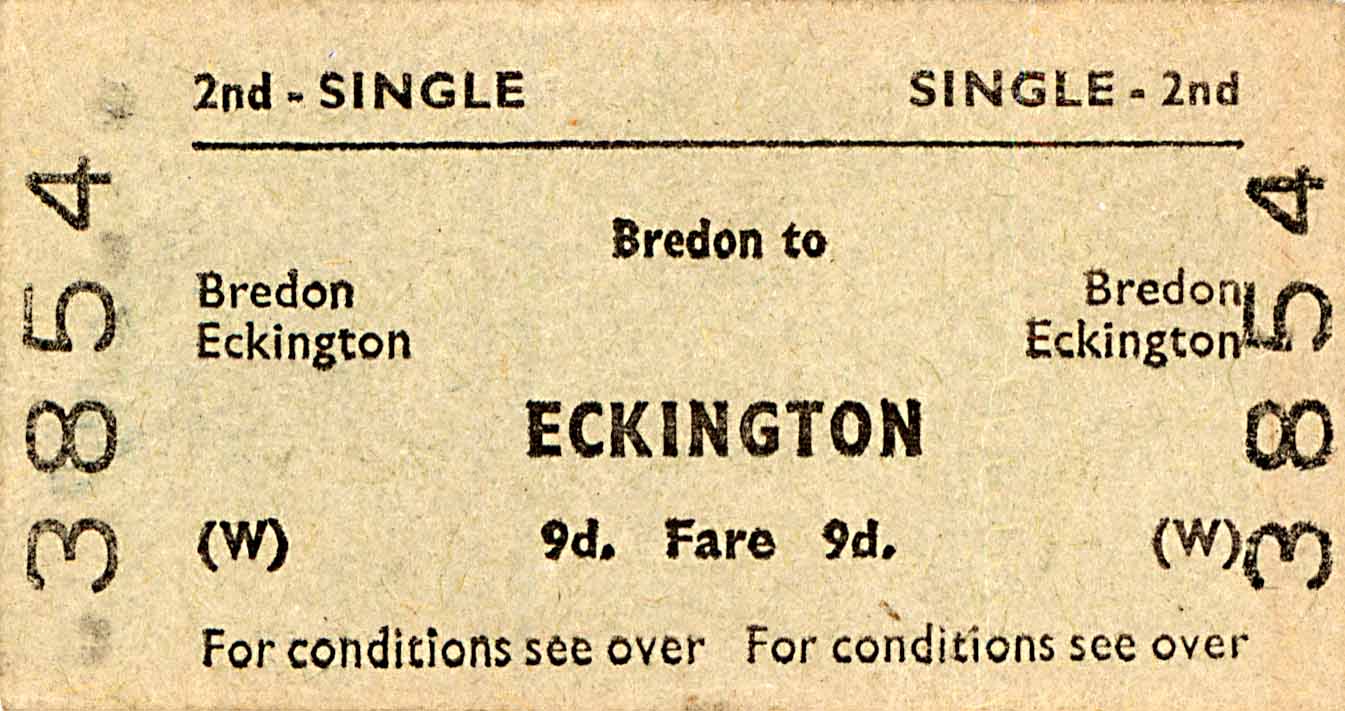 2nd - SINGLE SINGLE - 2nd
Bredon to
Bredon Bredon
Eckington Eckington
ECKINGTON
(W) 9d. Fare 9d. (W)
For conditions see over For conditions see over
3854
3854